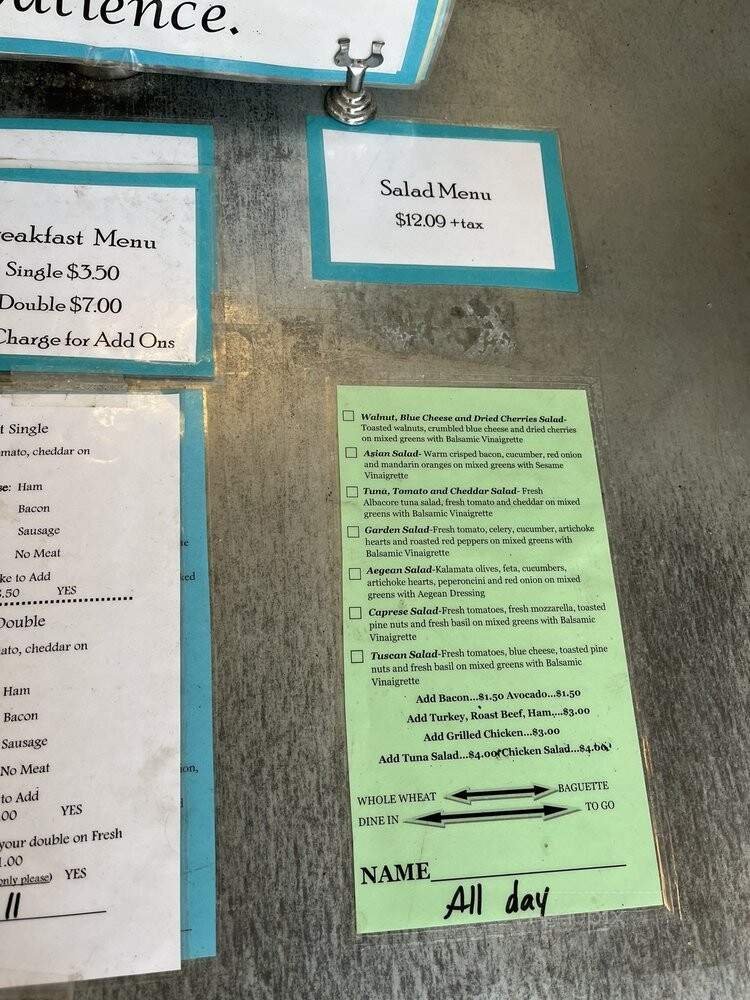 Salad Menu
$12.09 +tax
Menu
Single $3.50
Double $7.00
Charge for Add Ons
Single
cheddar on
Ham
Bacon
Sausage
No Meat
to Add
.50 YES
Double
cheddar on
Ham
Bacon
Sausage
No Meat
to Add
YES
your double on Fresh
only please) YES
Walnut, Blue Cheese and Dried Cherries Salad-
Toasted walnuts, crumbled blue cheese and dried cherries
on mixed greens with Balsamic Vinaigrette
Asian Salad- Warm crisped bacon, cucumber, red onion
and mandarin oranges on mixed greens with Sesame
Vinaigrette
Tuna, Tomato and Cheddar Salad- Fresh
Albacore tuna salad, fresh tomato and cheddar on mixed
greens with Balsamic Vinaigrette
Garden Salad-Fresh tomato, celery, cucumber, artichoke
hearts and roasted red peppers on mixed greens with
Balsamic Vinaigrette
Aegean Salad-Kalamata olives, feta, cucumbers,
artichoke hearts, peperoncini and red onion on mixed
greens with Aegean Dressing
Caprese Salad-Fresh tomatoes, fresh mozzarella, toasted
pine nuts and fresh basil on mixed greens with Balsamic
Vinaigrette
Tuscan Salad-Fresh tomatoes, blue cheese, toasted pine
nuts and fresh basil on mixed greens with Balsamic
Vinaigrette
Add Bacon...$1.50 Avocado...$1.50
Add Turkey, Roast Beef, Ham....$3.00
Add Grilled Chicken...$3.00
Add Tuna Salad...$4.00 or Chicken Salad...$4.00
WHOLE WHEAT BAGUETTE
DINE IN TO GO
NAME
All day